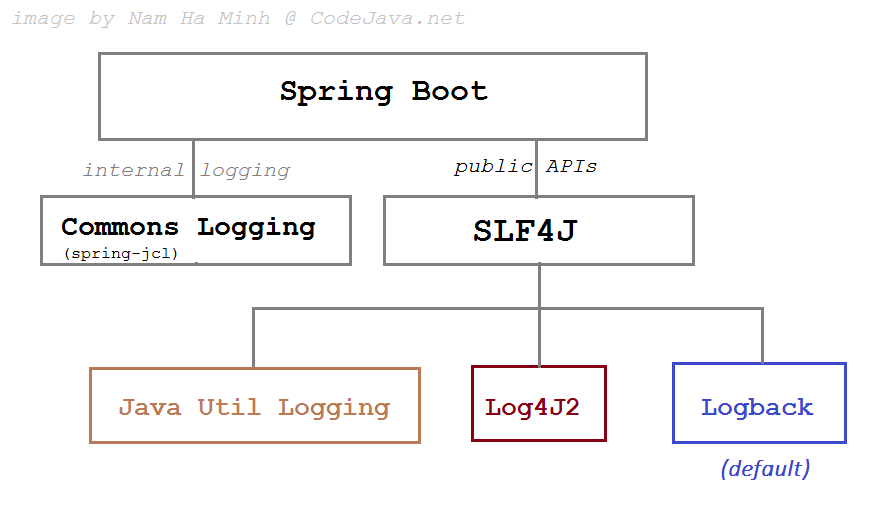 image by Nam Ha Minh @ CodeJava.net
Spring Boot
internal logging
public APIs
Commons Logging
(spring-jcl)
SLF4J
Java Util Logging
Log4J2
Logback
(default)